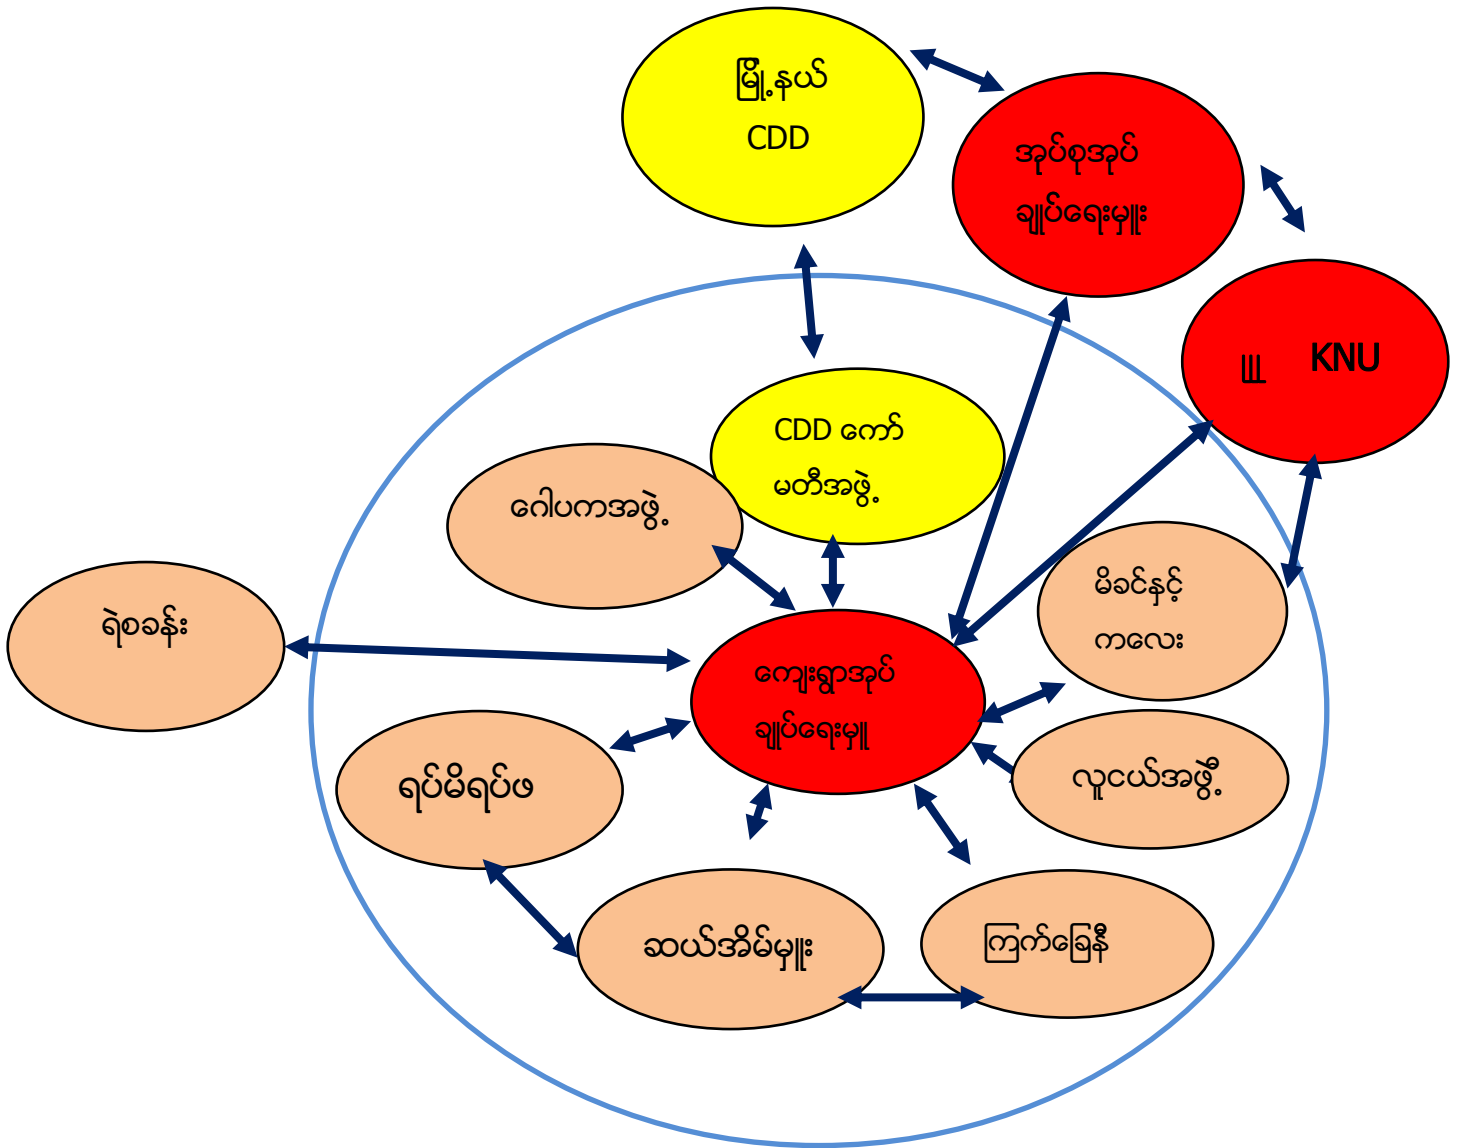 မြို့နယ်
CDD
အုပ်စုအုပ်
ချုပ်ရေးမှူး
KNU
CDD ကော်
မတီအဖွဲ့
ဂေါပကအဖွဲ့
မိခင်နှင့်
ကလေး
ရဲစခန်း
ကျေးရွာအုပ်
ချုပ်ရေးမှူ
ရပ်မိရပ်ဖ
လူငယ်အဖွဲ့ီ
ဆယ်အိမ်မှူး
ကြက်ခြေနီ